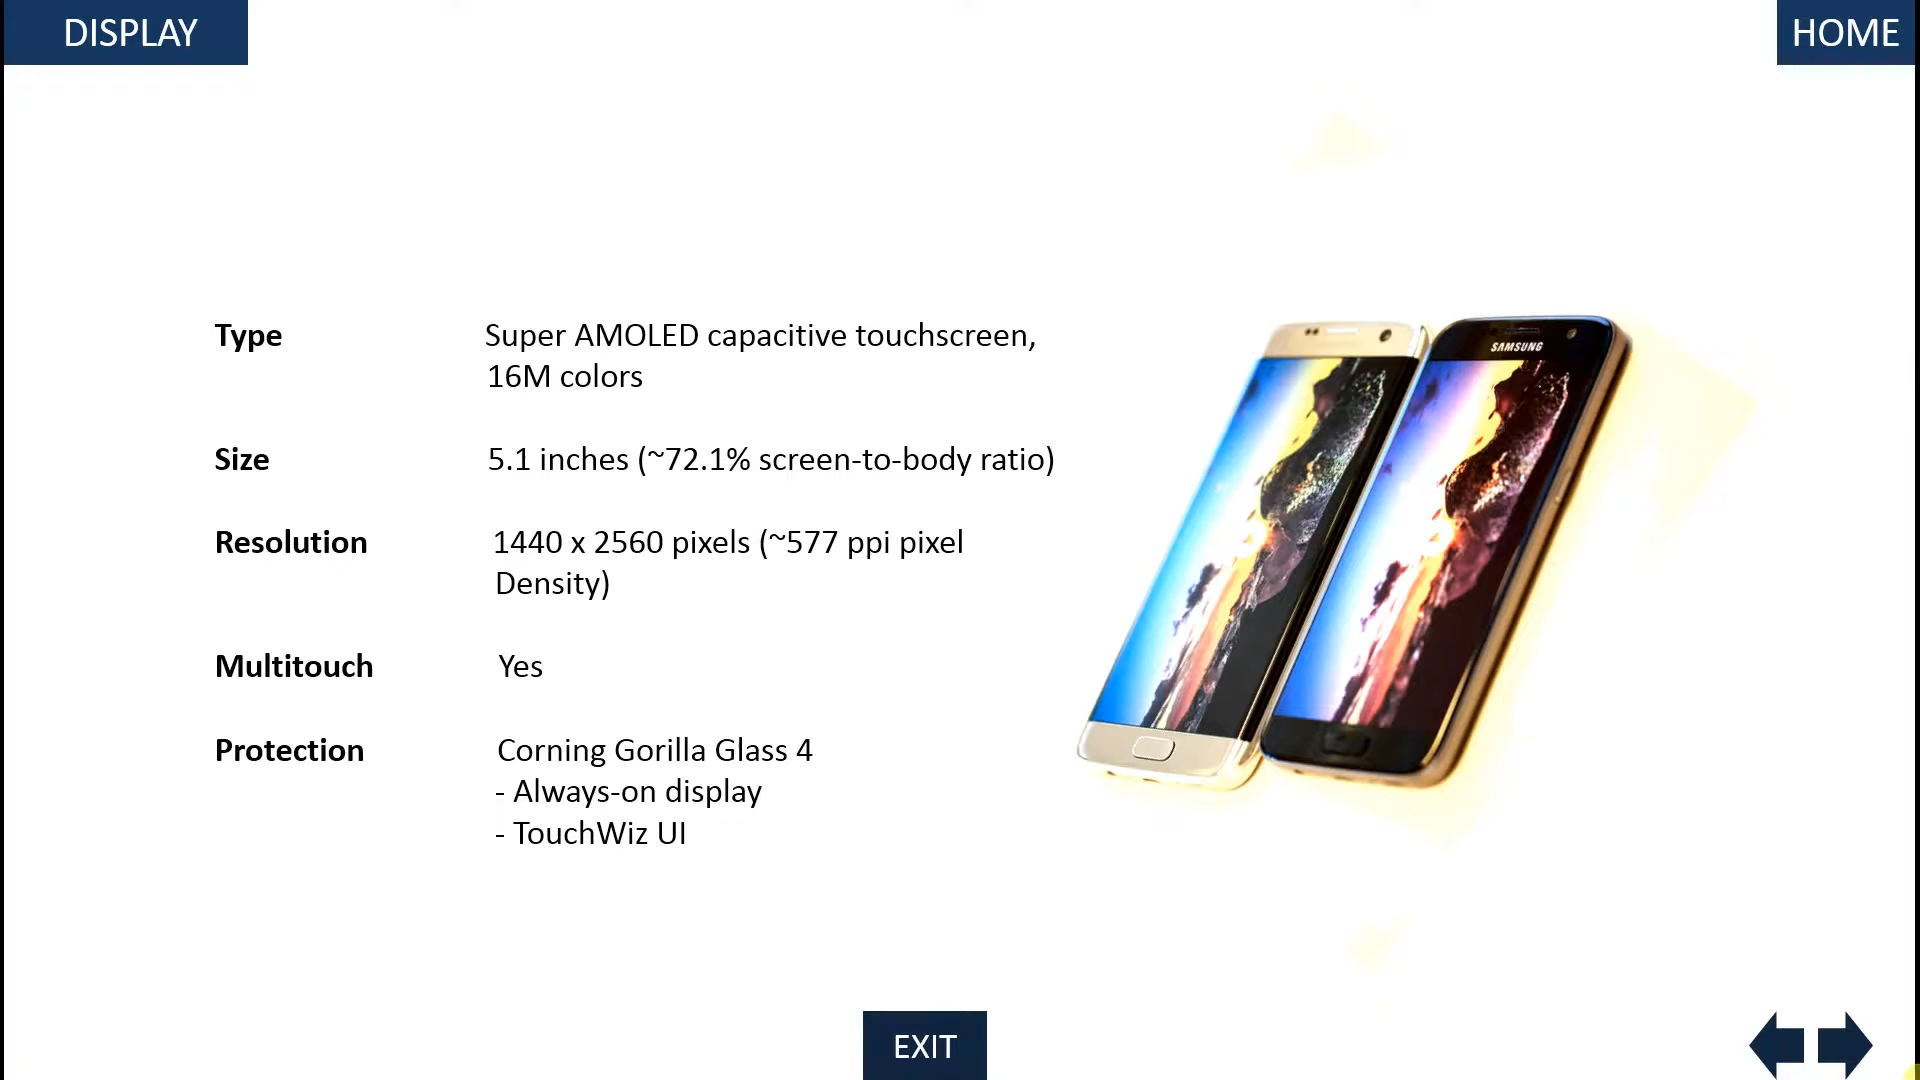 DISPLAY
HOME
Type Super AMOLED capacitive touchscreen,
16M colors
Size 5.1 inches (~72.1% screen-to-body ratio)
Resolution 1440 x 2560 pixels (~577 ppi pixel
Density)
Multitouch Yes
Protection Corning Gorilla Glass 4
- Always-on display
- TouchWiz UI
SAMSUNG
EXIT